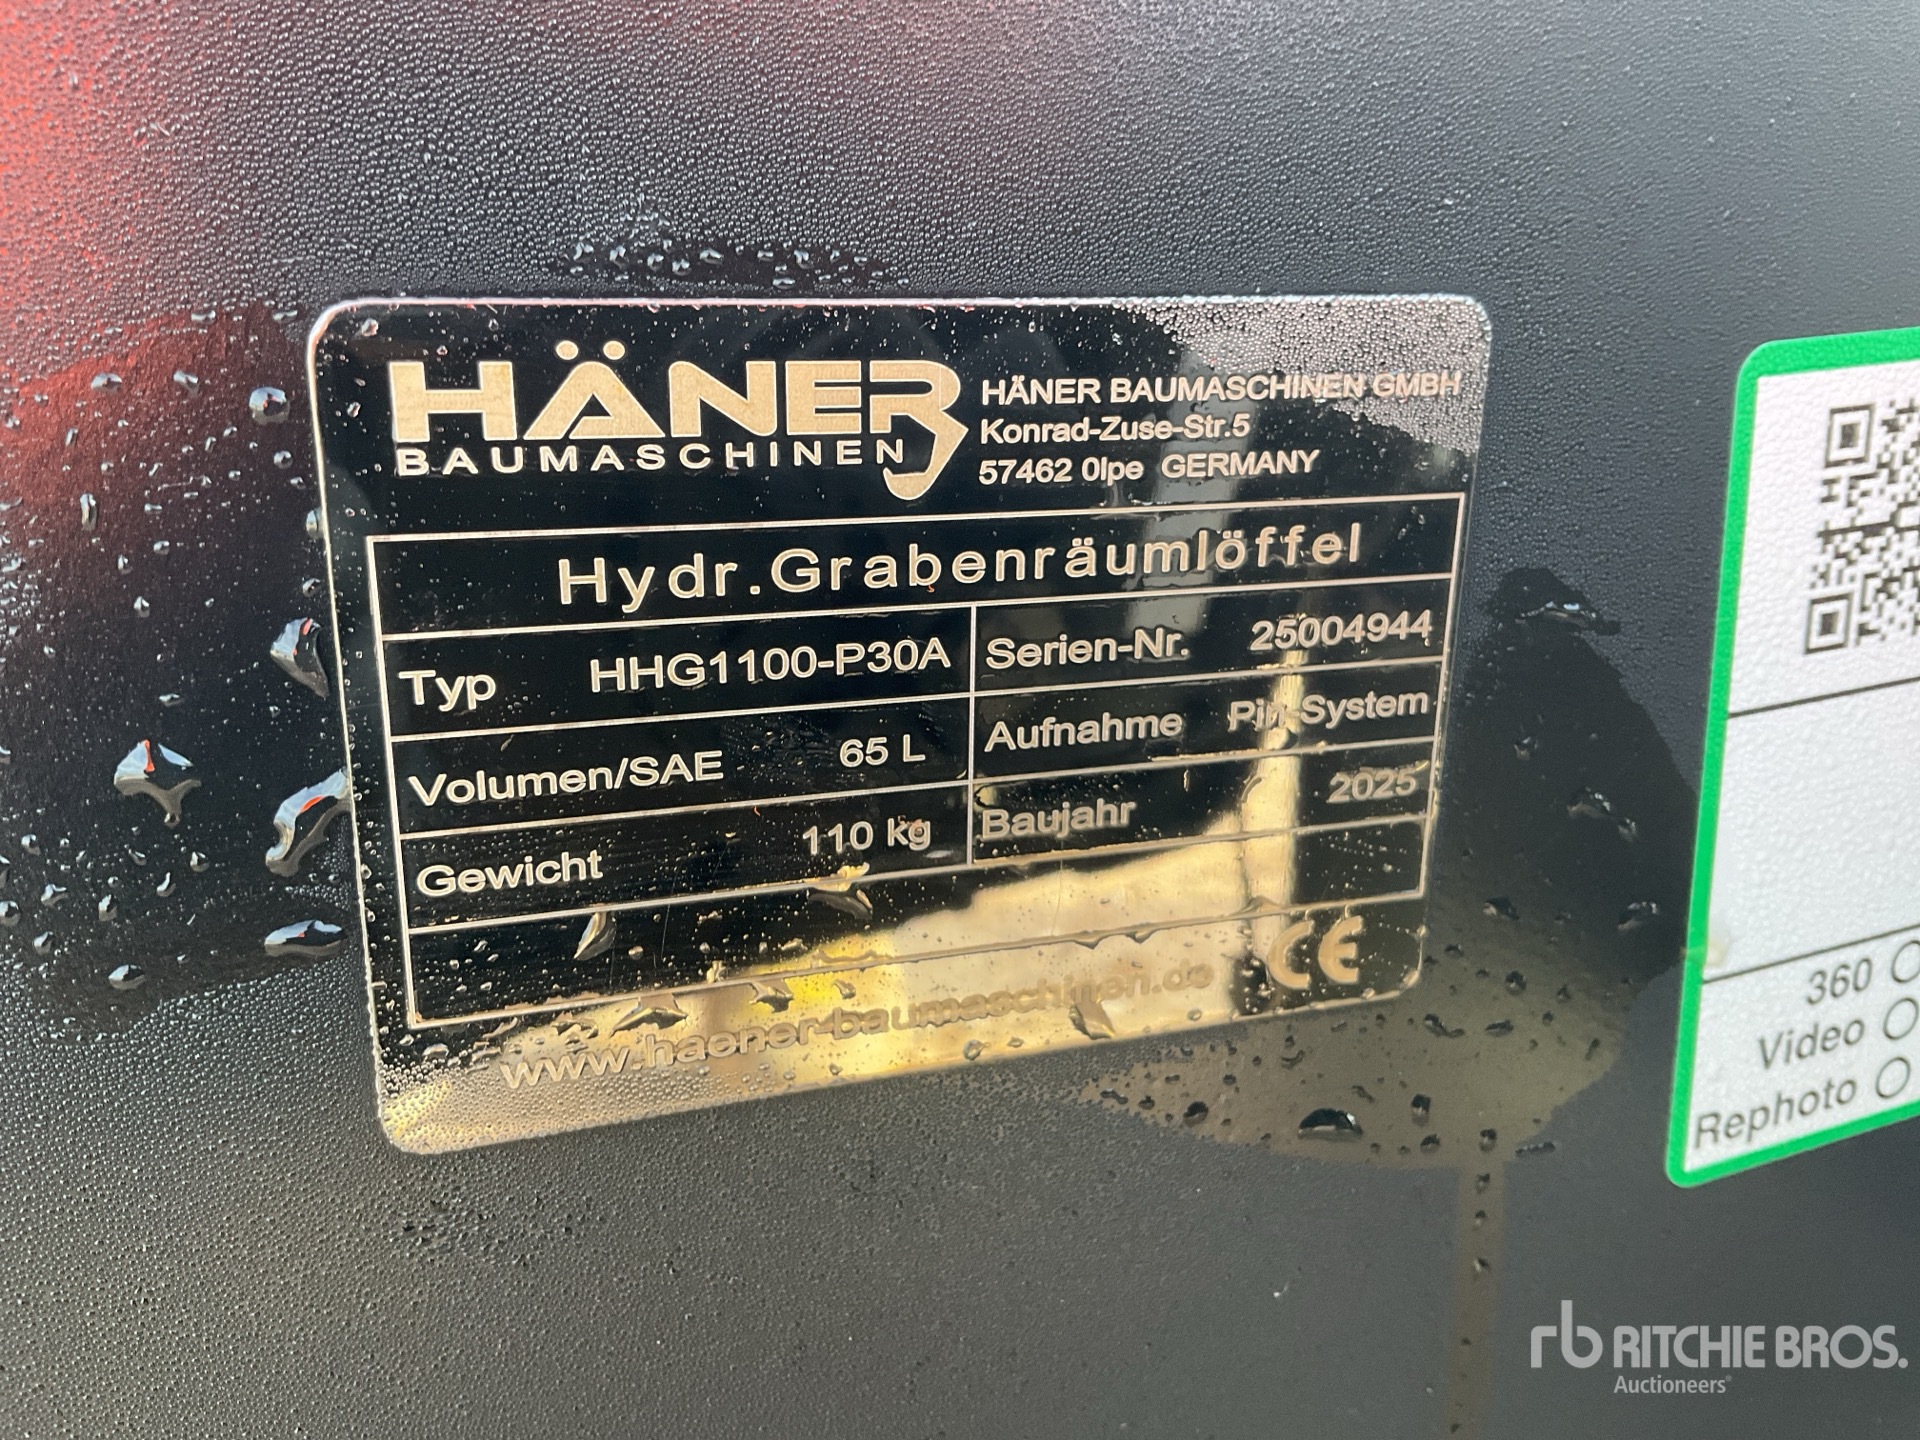 HÄNER
BAUMASCHINEN
HÄNER BAUMASCHINEN GMBH
Konrad-Zuse-Str.5
57462 Olpe GERMANY
Hydr.Grabenräumlöffel
Typ HHG1100-P30A
Serien-Nr. 25004944
Volumen/SAE 65 L
Aufnahme Pin-System
Gewicht 110 kg
Baujahr 2025
www.haener-baumaschinen.de
CE
360
Video
Rephoto
rb RITCHIE BROS.
Auctioneers